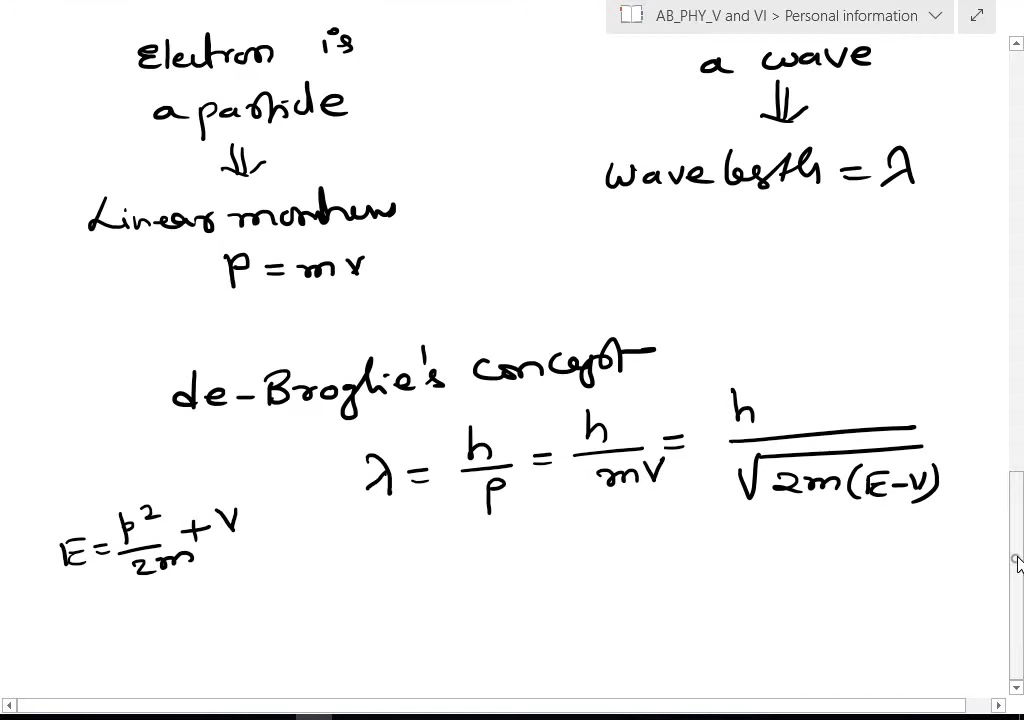 AB_PHY_V and VI > Personal information
Electron is
a particle
⇓
Linear momentum
P = mv
a wave
⇓
wavelength = λ
de-Broglie's concept
λ = h/p = h/mv = h/√2m(E-V)
E = p²/2m + V